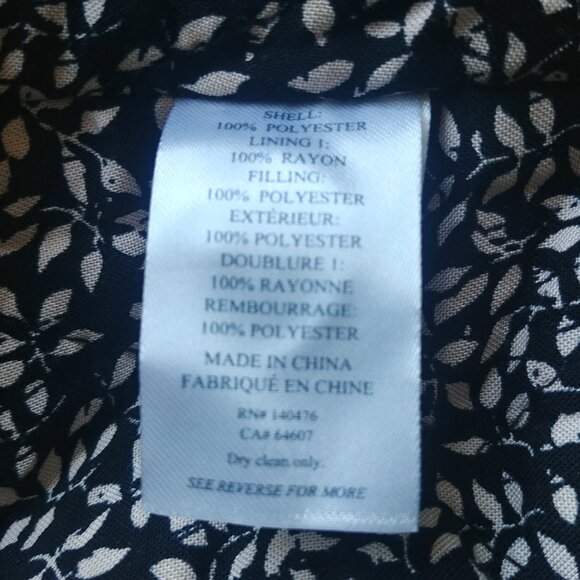 SHELL:
100% POLYESTER
LINING 1:
100% RAYON
FILLING:
100% POLYESTER
EXTÉRIEUR:
100% POLYESTER
DOUBLURE 1:
100% RAYONNE
REMBOURRAGE:
100% POLYESTER
MADE IN CHINA
FABRIQUÉ EN CHINE
RN# 140476
CA# 64607
Dry clean only.
SEE REVERSE FOR MORE